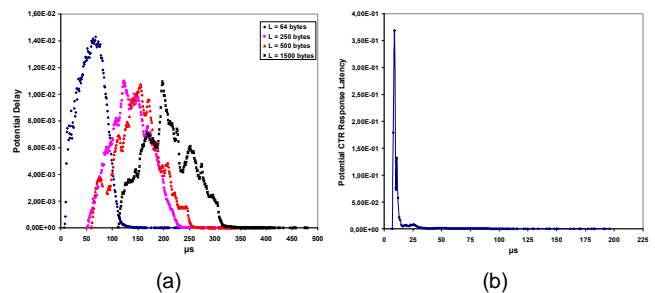 1,60E-02
1,40E-02
1,20E-02
1,00E-02
8,00E-03
6,00E-03
4,00E-03
2,00E-03
0,00E+00
Potential Delay
L = 64 bytes
L = 250 bytes
L = 500 bytes
L = 1500 bytes
0 50 100 150 200 250 300 350 400 450 500
µs
(a)
4,00E-01
3,50E-01
3,00E-01
2,50E-01
2,00E-01
1,50E-01
1,00E-01
5,00E-02
0,00E+00
Potential CTR Response Latency
0 25 50 75 100 125 150 175 200 225
µs
(b)